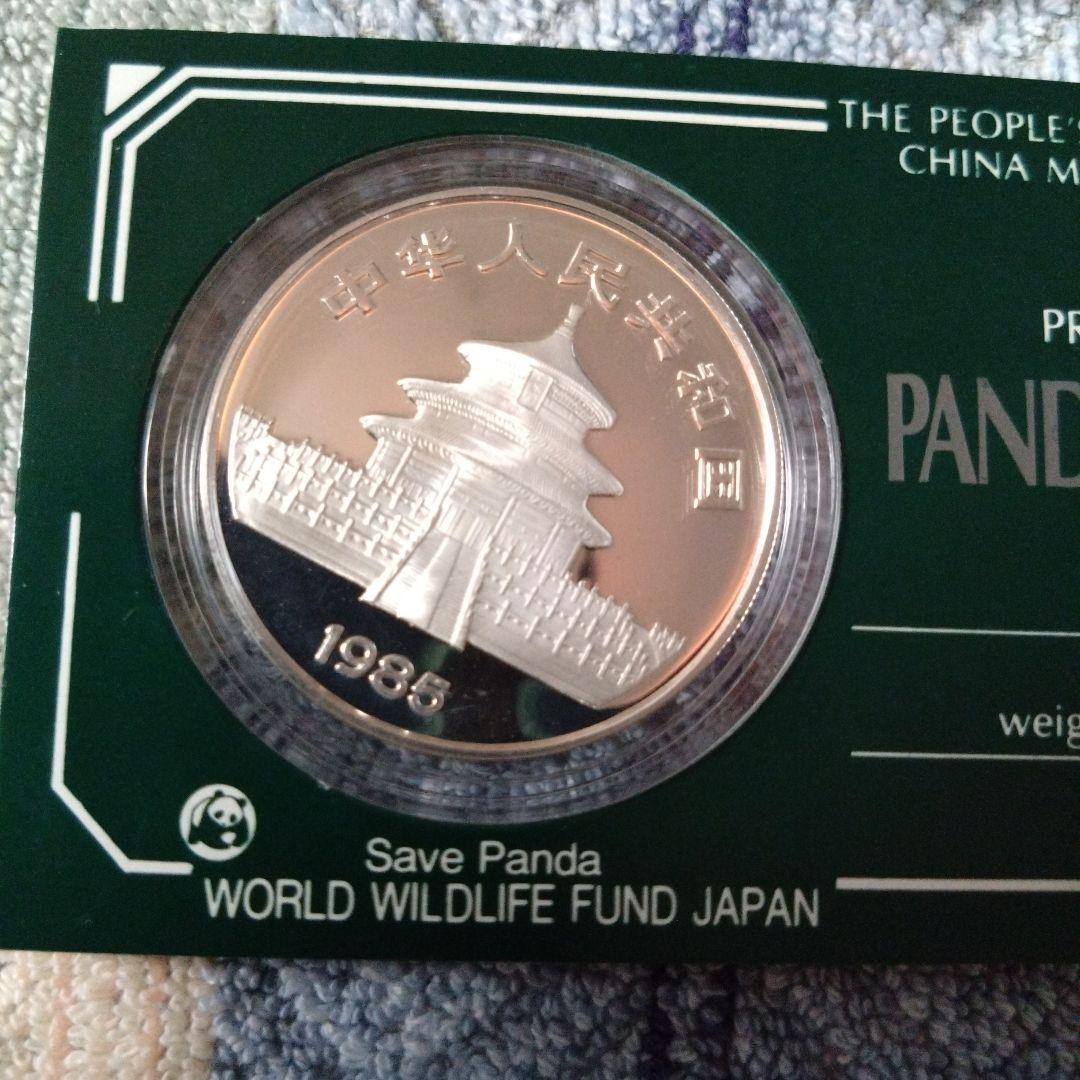 THE PEOPLE'S
CHINA M
中华人民共和国
PR
PAND
1985
weig
Save Panda
WORLD WILDLIFE FUND JAPAN